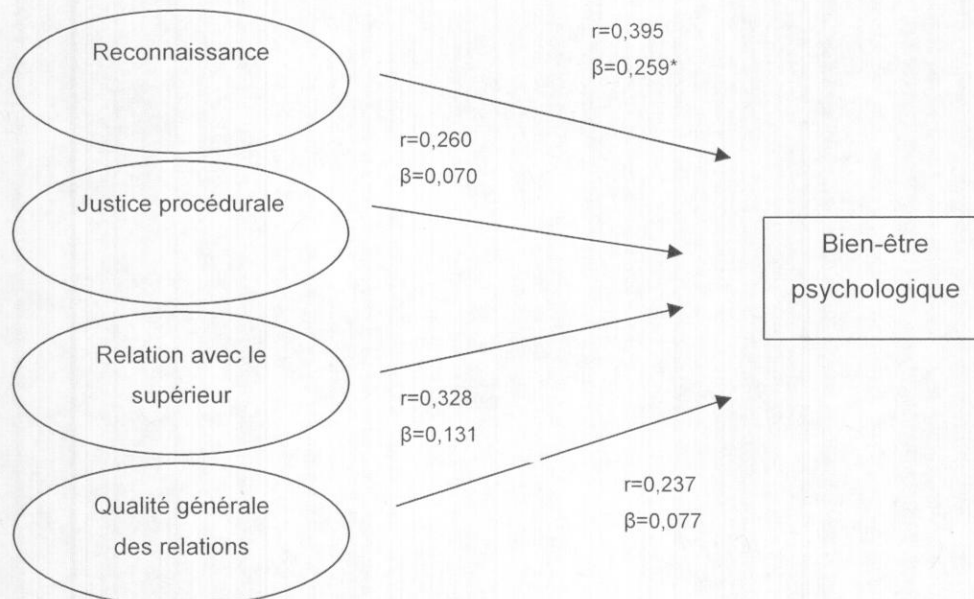 Reconnaissance
r=0,395
β=0,259*
r=0,260
β=0,070
Justice procédurale
Bien-être
psychologique
Relation avec le
supérieur
r=0,328
β=0,131
Qualité générale
des relations
r=0,237
β=0,077